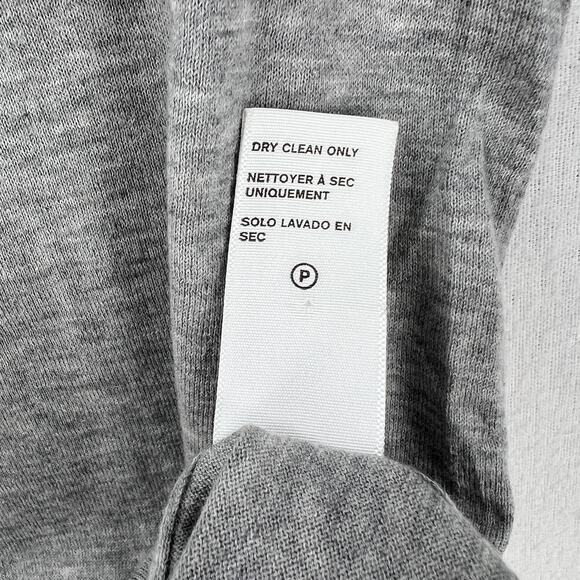 DRY CLEAN ONLY
NETTOYER À SEC
UNIQUEMENT
SOLO LAVADO EN
SEC
P